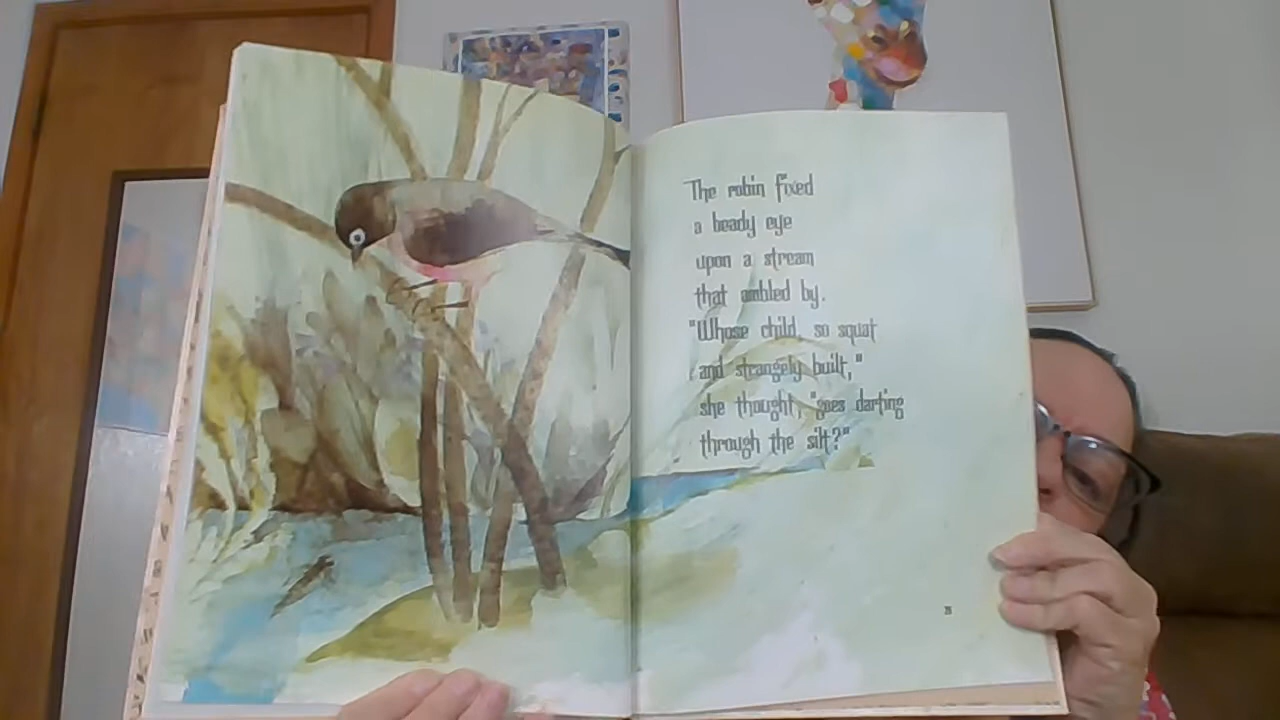 The robin fixed
a beady eye
upon a stream
that ambled by.
"Whose child, so squat
and strangely built,"
she thought, "goes darting
through the silt?"